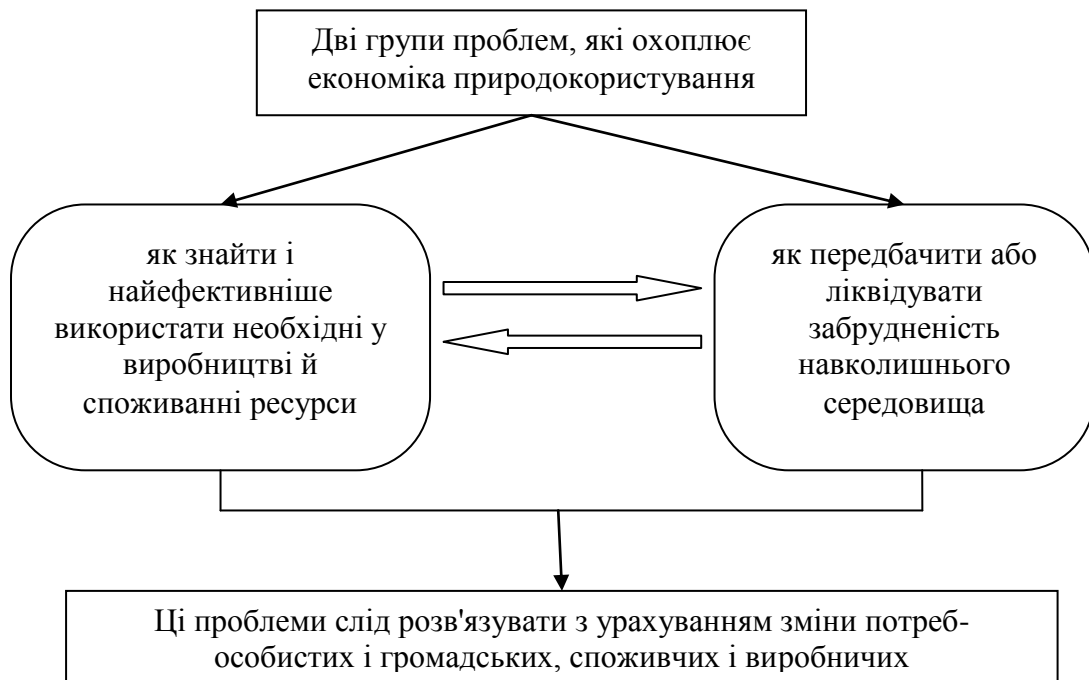 Дві групи проблем, які охоплює
економіка природокористування
як знайти і
найефективніше
використати необхідні у
виробництві й
споживанні ресурси
як передбачити або
ліквідувати
забрудненість
навколишнього
середовища
Ці проблеми слід розв'язувати з урахуванням зміни потреб-
особистих і громадських, споживчих і виробничих